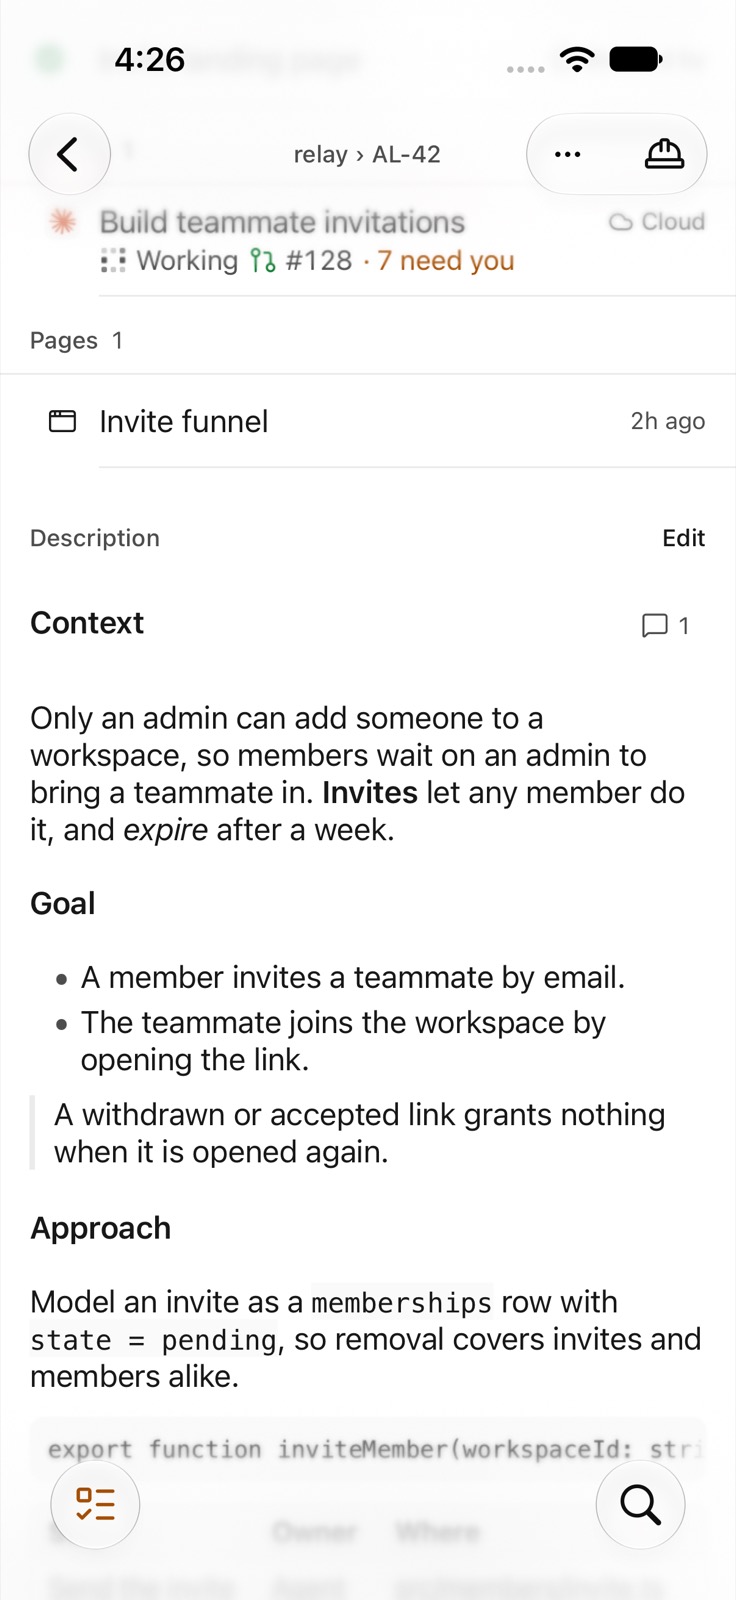 4:26
relay › AL-42
Build teammate invitations
Cloud
Working #128 · 7 need you
Pages 1
Invite funnel
2h ago
Description
Edit
Context
1
Only an admin can add someone to a
workspace, so members wait on an admin to
bring a teammate in. Invites let any member do
it, and expire after a week.
Goal
• A member invites a teammate by email.
• The teammate joins the workspace by
opening the link.
A withdrawn or accepted link grants nothing
when it is opened again.
Approach
Model an invite as a memberships row with
state = pending, so removal covers invites and
members alike.
export function inviteMember(workspaceId: stri
Owner Where